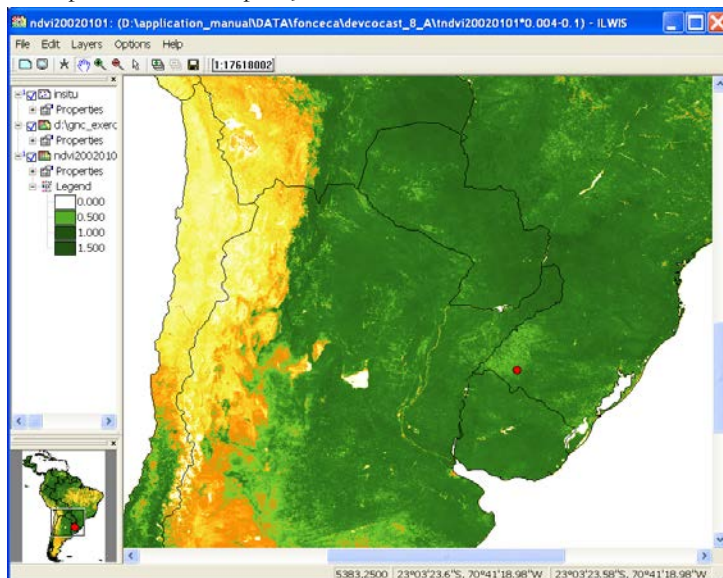 ndvi20020101: (D:\application_manual\DATA\fonceca\devcocast_8_A\tndvi20020101*0.004-0.1) - ILWIS
File Edit Layers Options Help
1:17618002
insitu
Properties
d:\gnc_exerc
Properties
ndvi2002010
Properties
Legend
0.000
0.500
1.000
1.500
5383,2500 23°03'23.6"S, 70°41'18.98"W 23°03'23.58"S, 70°41'18.98"W